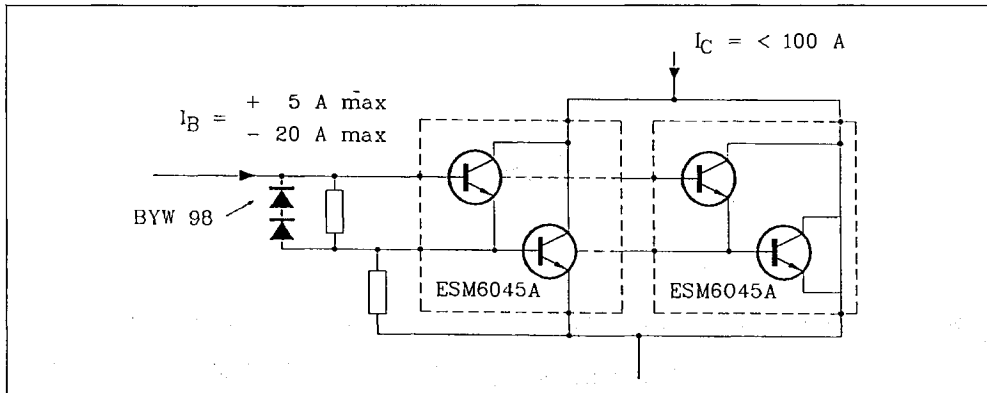 I_C = < 100 A
+ 5 A max
I_B =
- 20 A max
BYW 98
ESM6045A
ESM6045A